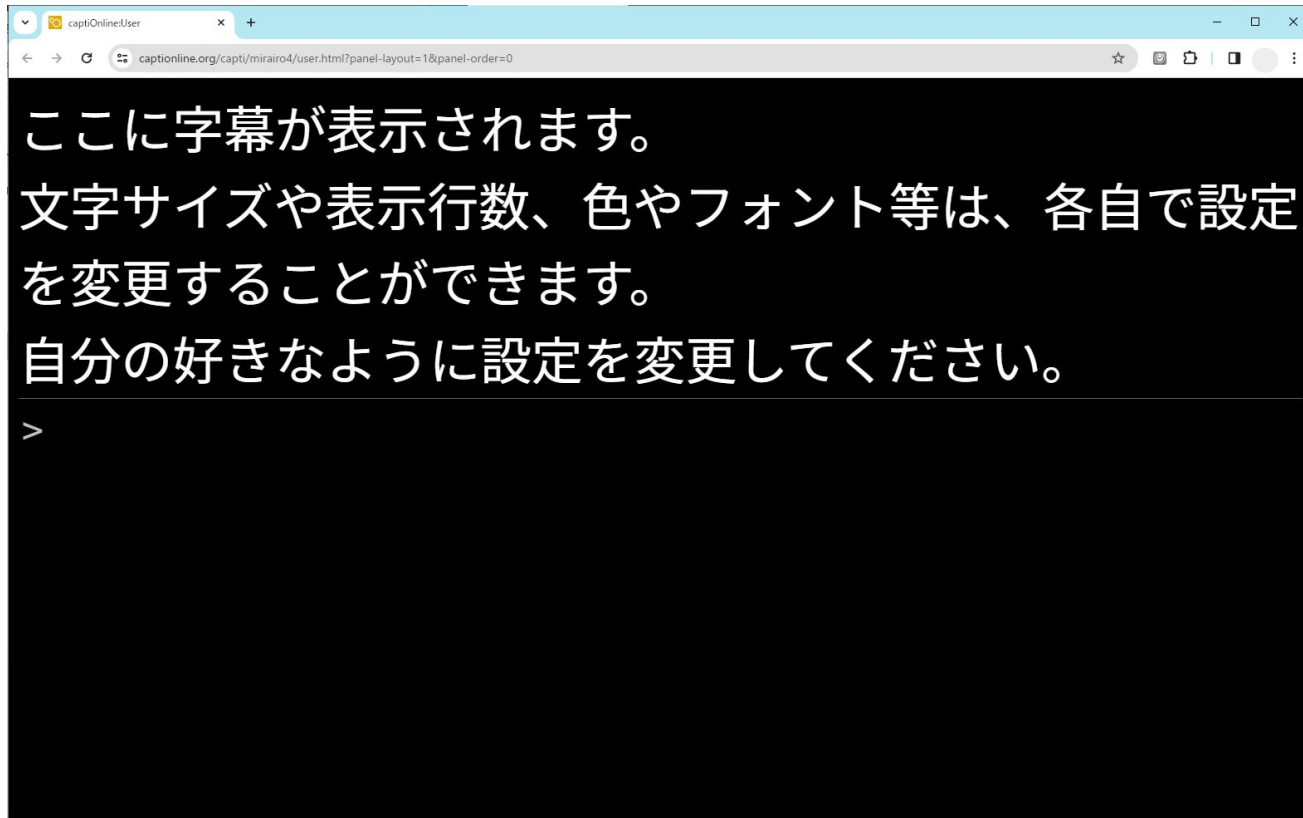 captiOnline:User
captionline.org/capti/mirairo4/user.html?panel-layout=1&panel-order=0
ここに字幕が表示されます。
文字サイズや表示行数、色やフォント等は、各自で設定
を変更することができます。
自分の好きなように設定を変更してください。
>